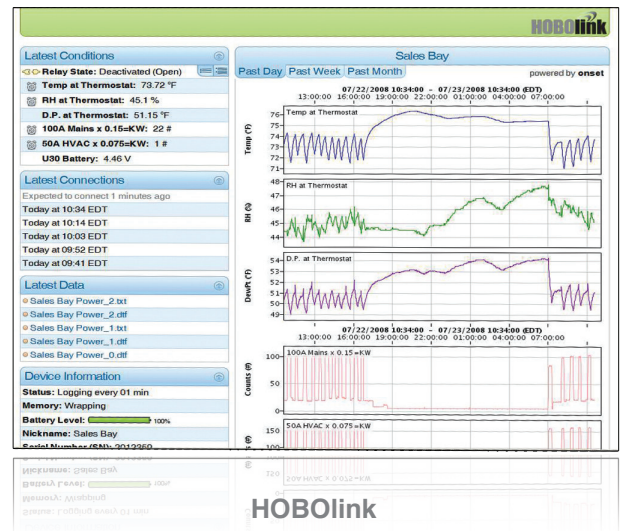 HOBOlink
Latest Conditions
Relay State: Deactivated (Open)
Temp at Thermostat: 73.72 °F
RH at Thermostat: 45.1 %
D.P. at Thermostat: 51.15 °F
100A Mains x 0.15=KW: 22 #
50A HVAC x 0.075=KW: 1 #
U30 Battery: 4.46 V
Latest Connections
Expected to connect 1 minutes ago
Today at 10:34 EDT
Today at 10:14 EDT
Today at 10:03 EDT
Today at 09:52 EDT
Today at 09:41 EDT
Latest Data
Sales Bay Power_2.txt
Sales Bay Power_2.dtf
Sales Bay Power_1.txt
Sales Bay Power_1.dtf
Sales Bay Power_0.dtf
Device Information
Status: Logging every 01 min
Memory: Wrapping
Battery Level: 100%
Nickname: Sales Bay
Serial Number (SN): 2012259
Sales Bay
Past Day Past Week Past Month powered by onset
07/22/2008 10:34:00 - 07/23/2008 10:34:00 (EDT)
13:00:00 16:00:00 19:00:00 22:00:00 01:00:00 04:00:00 07:00:00
Temp at Thermostat
Temp (°F)
76
75
74
73
72
71
RH at Thermostat
RH (%)
48
47
46
45
44
D.P. at Thermostat
DewPt (°F)
54
53
52
51
50
49
07/22/2008 10:34:00 - 07/23/2008 10:34:00 (EDT)
13:00:00 16:00:00 19:00:00 22:00:00 01:00:00 04:00:00 07:00:00
100A Mains x 0.15=KW
Counts (#)
100
50
0
50A HVAC x 0.075=KW
150
100
HOBOlink